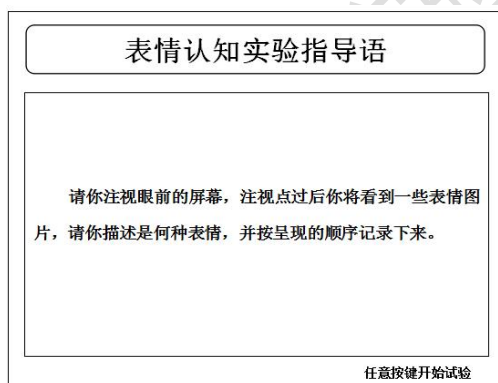 表情认知实验指导语
请你注视眼前的屏幕，注视点过后你将看到一些表情图
片，请你描述是何种表情，并按呈现的顺序记录下来。
任意按键开始试验